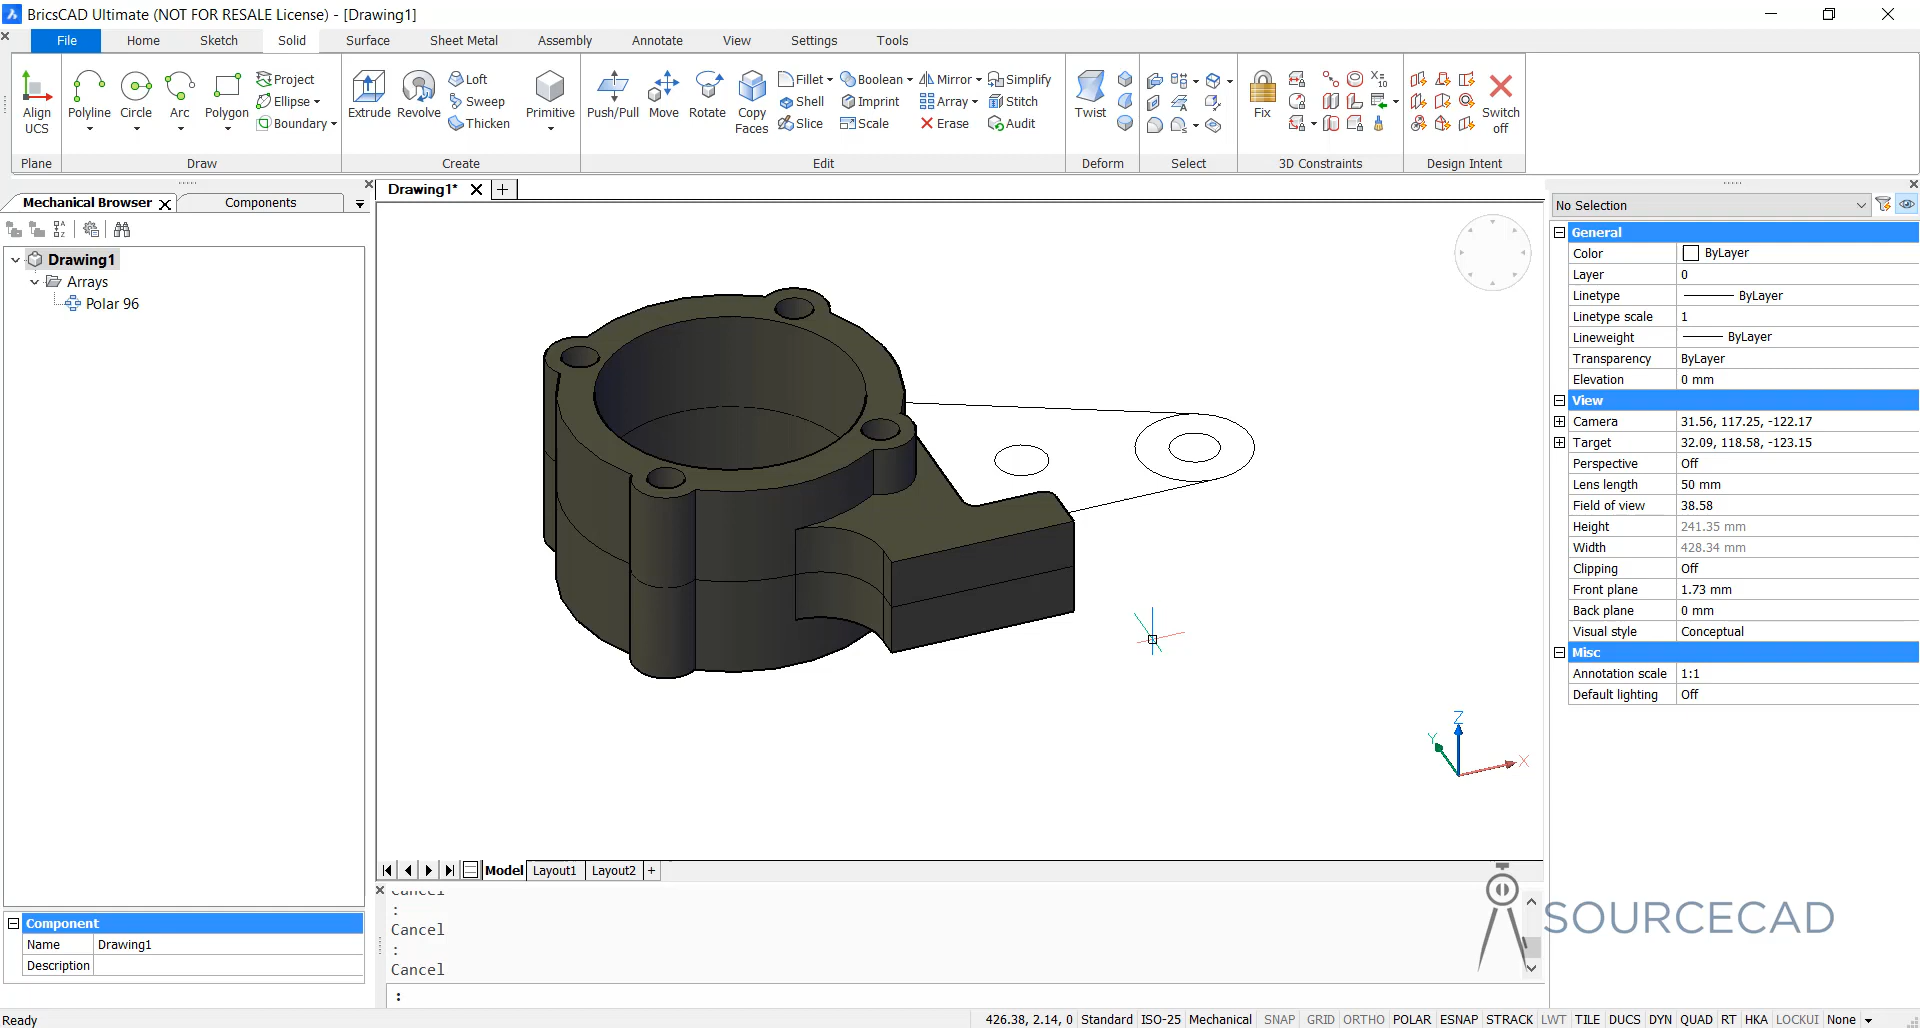 BricsCAD Ultimate (NOT FOR RESALE License) - [Drawing1]
File Home Sketch Solid Surface Sheet Metal Assembly Annotate View Settings Tools
Align UCS
Polyline Circle Arc Polygon
Project
Ellipse
Boundary
Extrude Revolve
Loft
Sweep
Thicken
Primitive
Push/Pull Move Rotate Copy Faces
Fillet Boolean Mirror Simplify
Shell Imprint Array Stitch
Slice Scale Erase Audit
Twist
Fix
Switch off
Plane Draw Create Edit Deform Select 3D Constraints Design Intent
Mechanical Browser Components
Drawing1
Arrays
Polar 96
Component
Name Drawing1
Description
Drawing1*
Z
Y
X
Model Layout1 Layout2 +
Cancel
:
Cancel
:
Cancel
:
No Selection
General
Color ByLayer
Layer 0
Linetype ByLayer
Linetype scale 1
Lineweight ByLayer
Transparency ByLayer
Elevation 0 mm
View
Camera 31.56, 117.25, -122.17
Target 32.09, 118.58, -123.15
Perspective Off
Lens length 50 mm
Field of view 38.58
Height 241.35 mm
Width 428.34 mm
Clipping Off
Front plane 1.73 mm
Back plane 0 mm
Visual style Conceptual
Misc
Annotation scale 1:1
Default lighting Off
SOURCECAD
Ready 426.38, 2.14, 0 Standard ISO-25 Mechanical SNAP GRID ORTHO POLAR ESNAP STRACK LWT TILE DUCS DYN QUAD RT HKA LOCKUI None